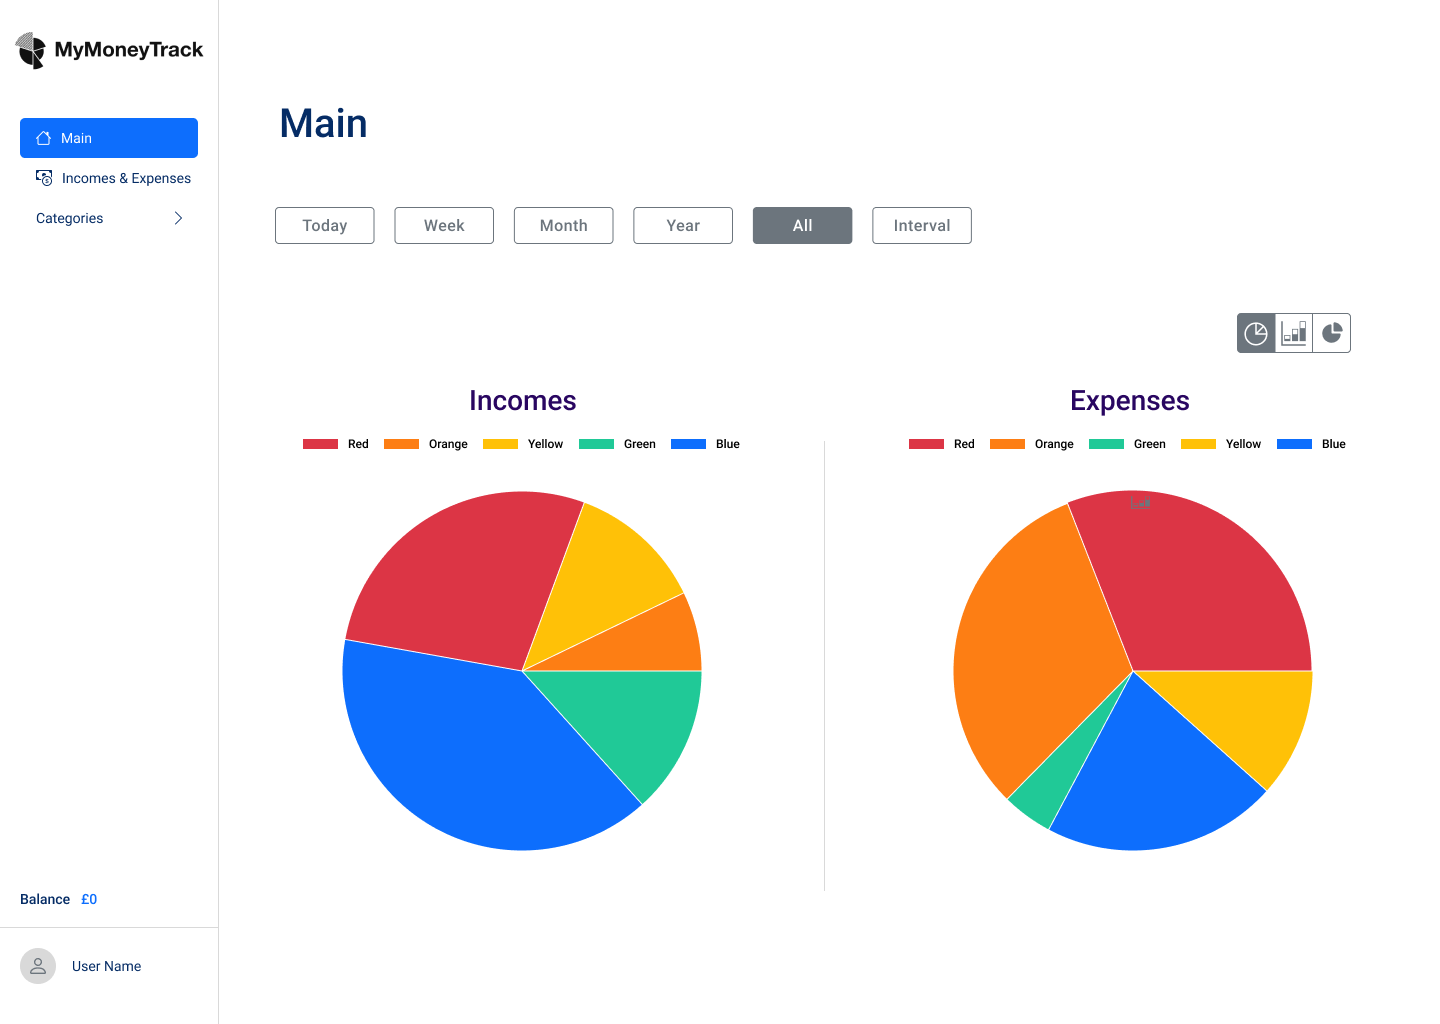 MyMoneyTrack
Main
Incomes & Expenses
Categories
Balance £0
User Name
Main
Today Week Month Year All Interval
Incomes
Red Orange Yellow Green Blue
Expenses
Red Orange Green Yellow Blue